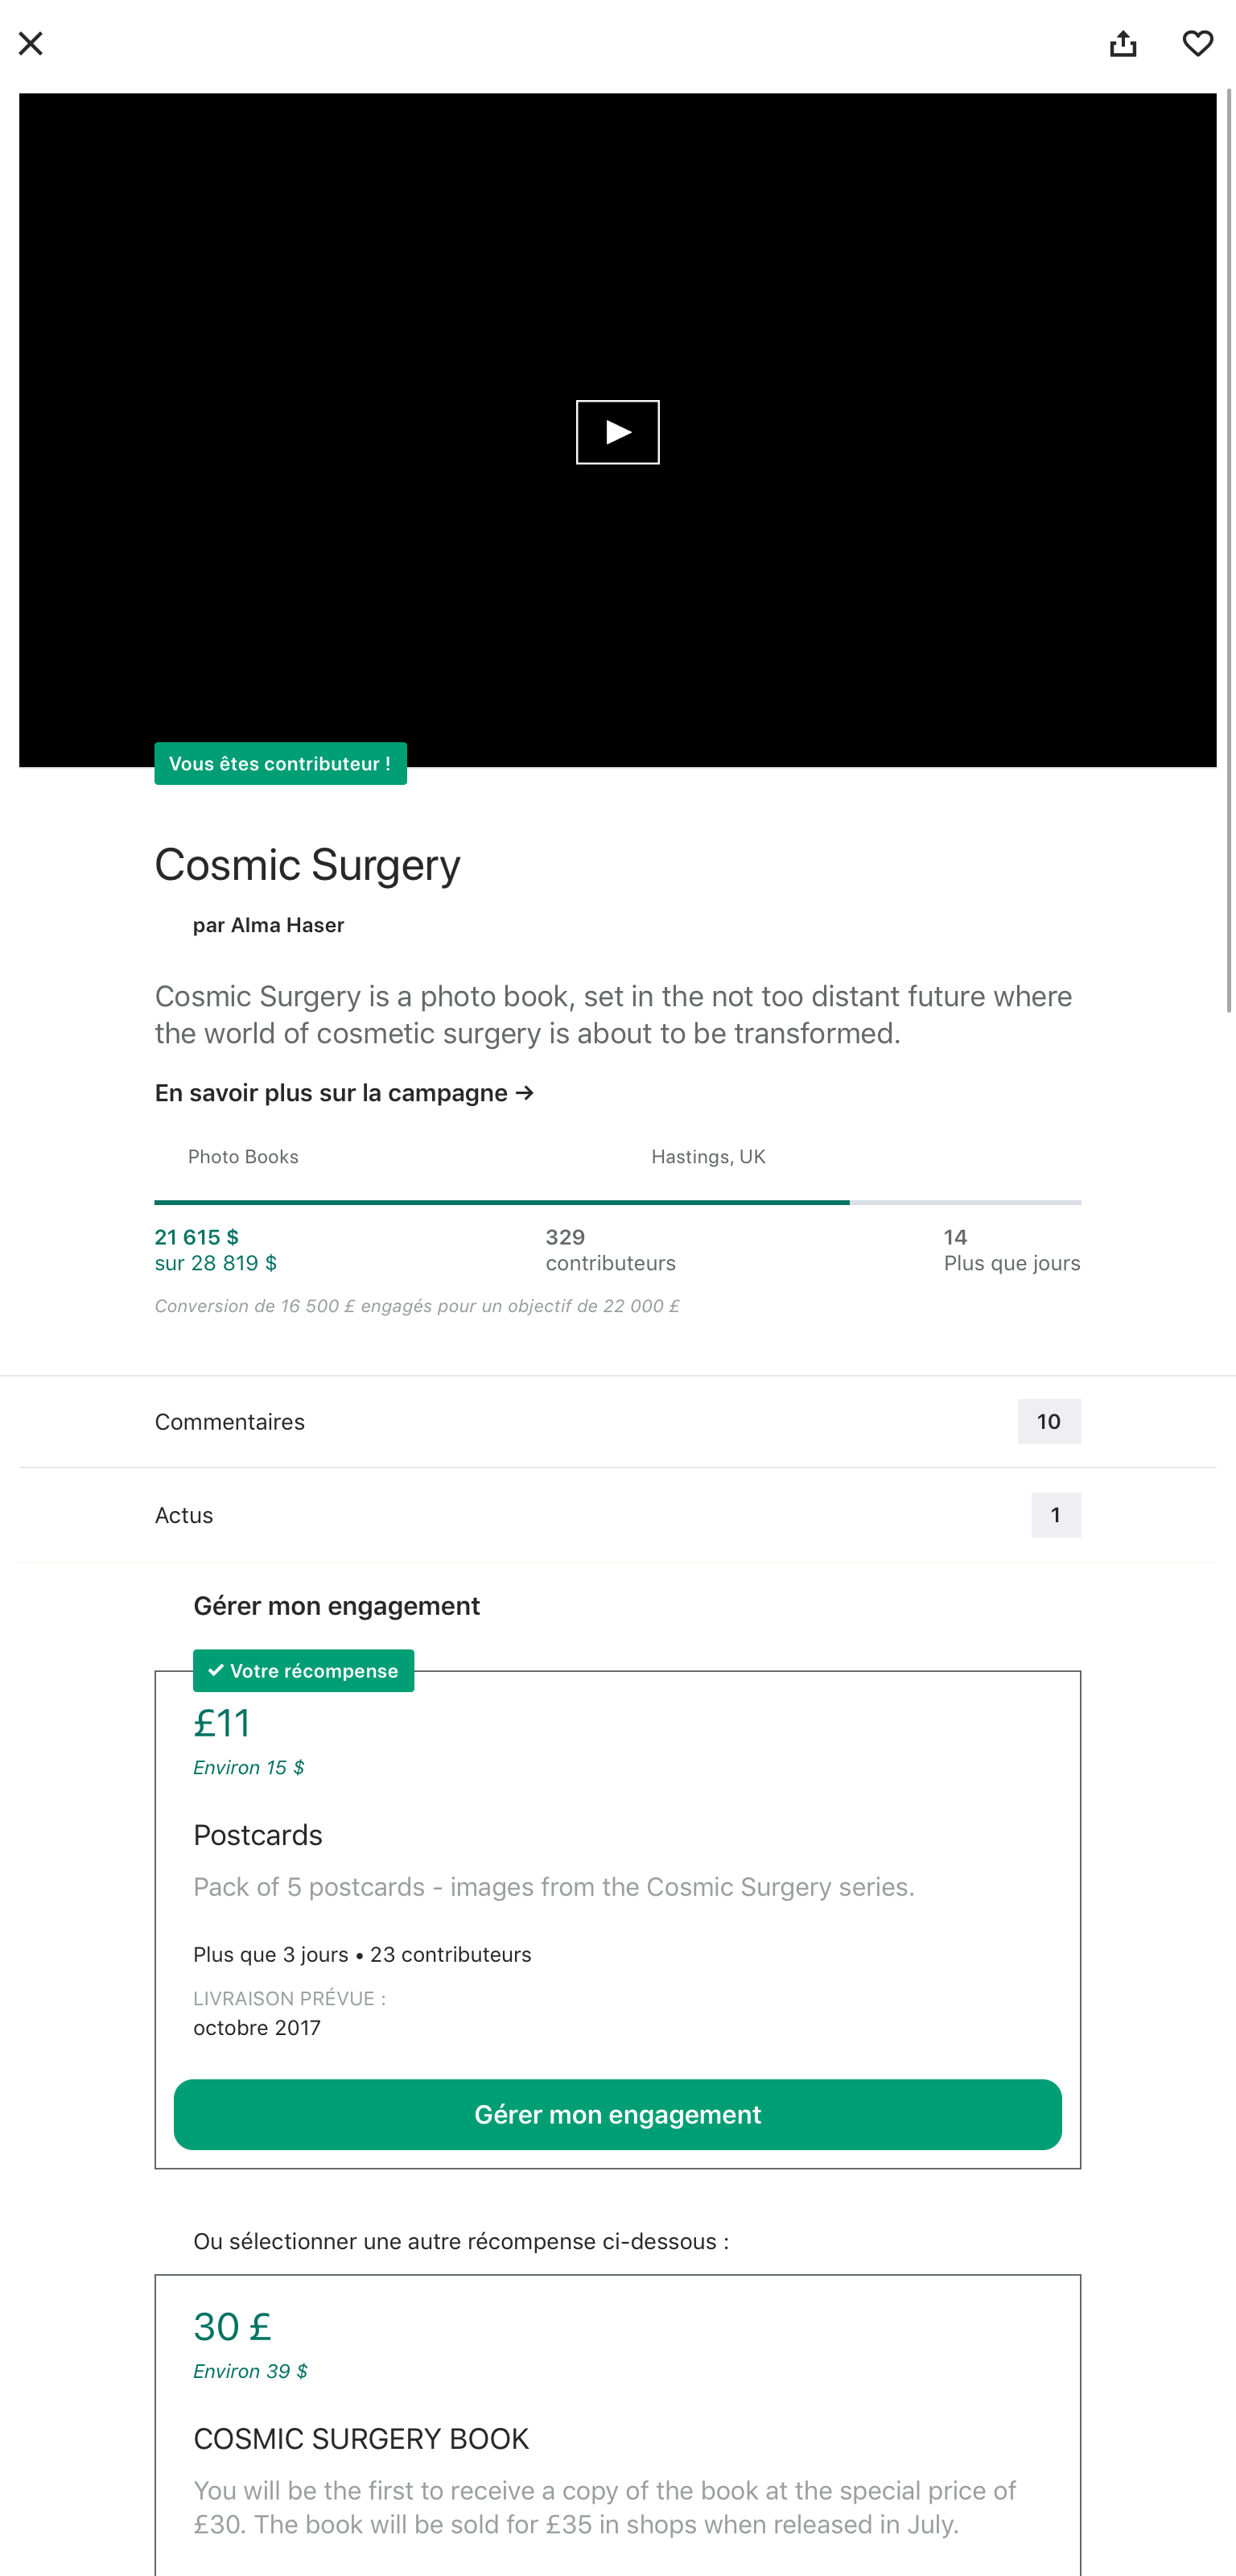 Vous êtes contributeur !
Cosmic Surgery
par Alma Haser
Cosmic Surgery is a photo book, set in the not too distant future where
the world of cosmetic surgery is about to be transformed.
En savoir plus sur la campagne →
Photo Books
Hastings, UK
21 615 $
sur 28 819 $
329
contributeurs
14
Plus que jours
Conversion de 16 500 £ engagés pour un objectif de 22 000 £
Commentaires
10
Actus
1
Gérer mon engagement
✓ Votre récompense
£11
Environ 15 $
Postcards
Pack of 5 postcards - images from the Cosmic Surgery series.
Plus que 3 jours • 23 contributeurs
LIVRAISON PRÉVUE :
octobre 2017
Gérer mon engagement
Ou sélectionner une autre récompense ci-dessous :
30 £
Environ 39 $
COSMIC SURGERY BOOK
You will be the first to receive a copy of the book at the special price of
£30. The book will be sold for £35 in shops when released in July.